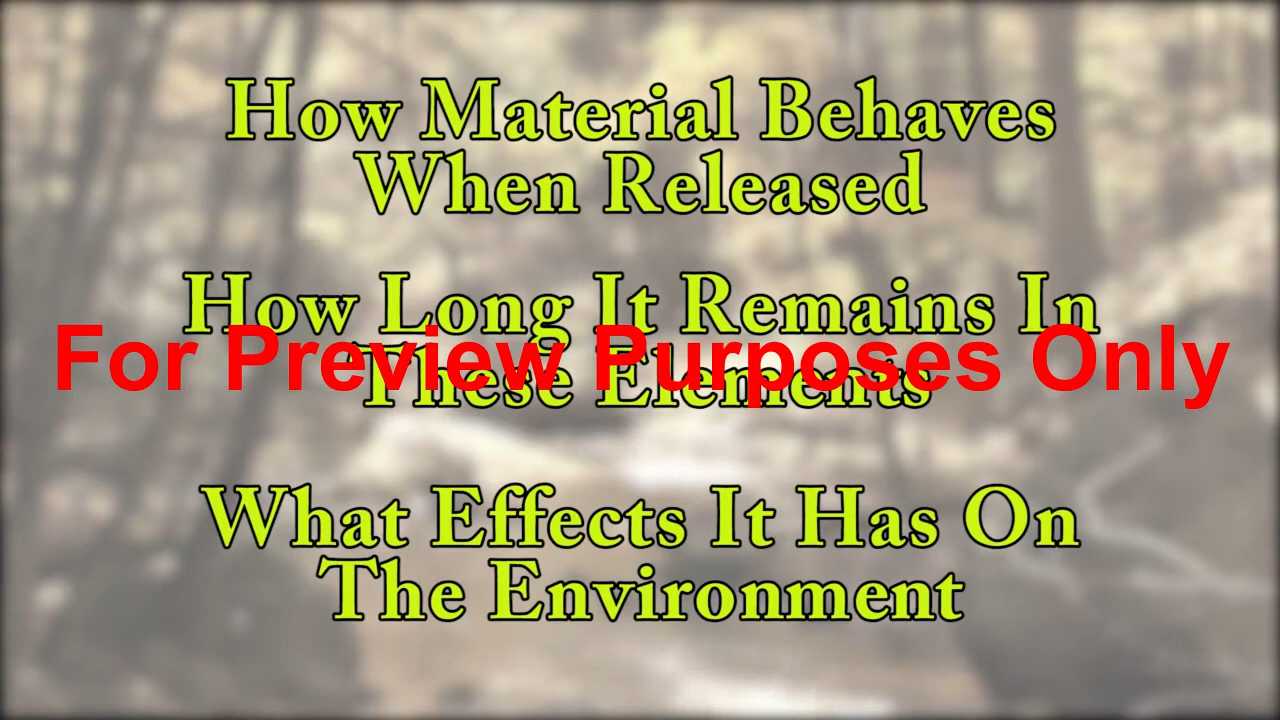 How Material Behaves
When Released
How Long It Remains In
For Preview Purposes Only
These Elements
What Effects It Has On
The Environment